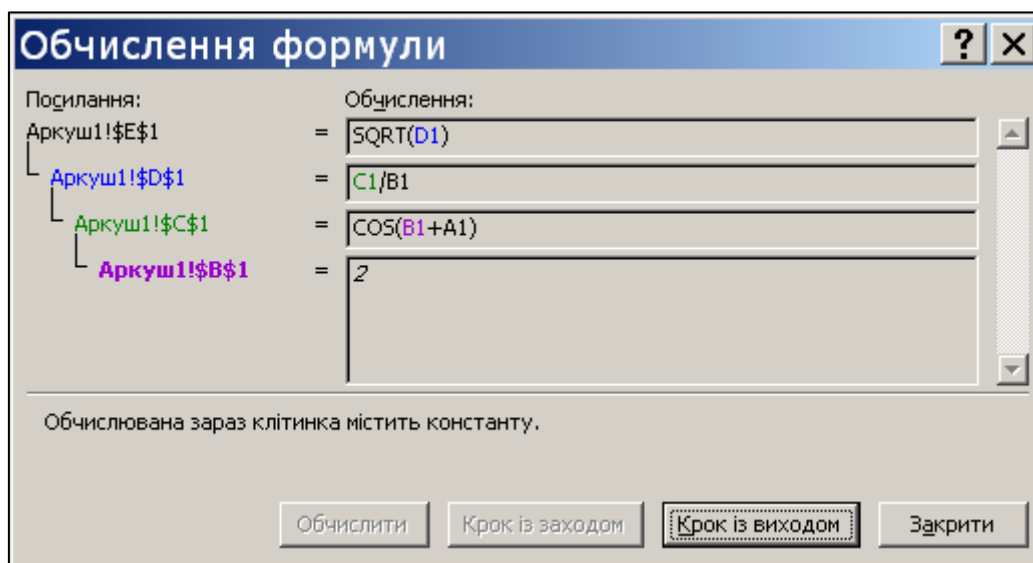 Обчислення формули
Посилання: Обчислення:
Аркуш1!$E$1 = SQRT(D1)
Аркуш1!$D$1 = C1/B1
Аркуш1!$C$1 = COS(B1+A1)
Аркуш1!$B$1 = 2
Обчислювана зараз клітинка містить константу.
Обчислити Крок із заходом Крок із виходом Закрити